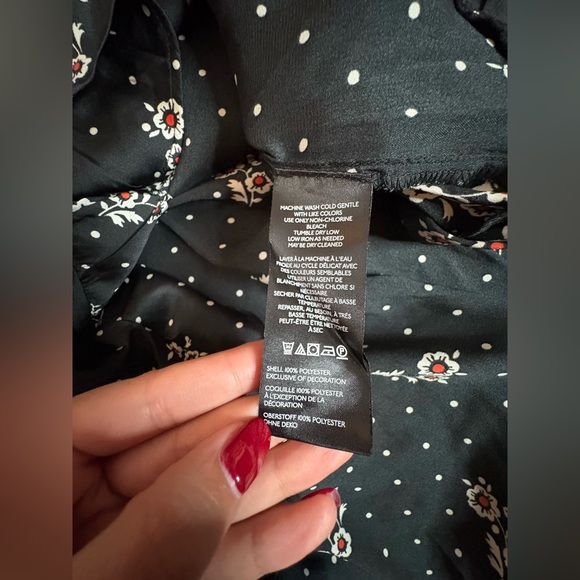 MACHINE WASH COLD GENTLE
WITH LIKE COLORS
USE ONLY NON-CHLORINE
BLEACH
TUMBLE DRY LOW
LOW IRON AS NEEDED
MAY BE DRY CLEANED
LAVER À LA MACHINE À L'EAU
FROIDE AU CYCLE DÉLICAT AVEC
DES COULEURS SEMBLABLES
UTILISER UN AGENT DE
BLANCHIMENT SANS CHLORE SI
NÉCESSAIRE
SÉCHER PAR CULBUTAGE À BASSE
TEMPÉRATURE
REPASSER, AU BESOIN, À TRÈS
BASSE TEMPÉRATURE
PEUT-ÊTRE ÊTRE NETTOYÉE
À SEC
SHELL 100% POLYESTER
EXCLUSIVE OF DECORATION
COQUILLE 100% POLYESTER
À L'EXCEPTION DE LA
DÉCORATION
OBERSTOFF 100% POLYESTER
OHNE DEKO